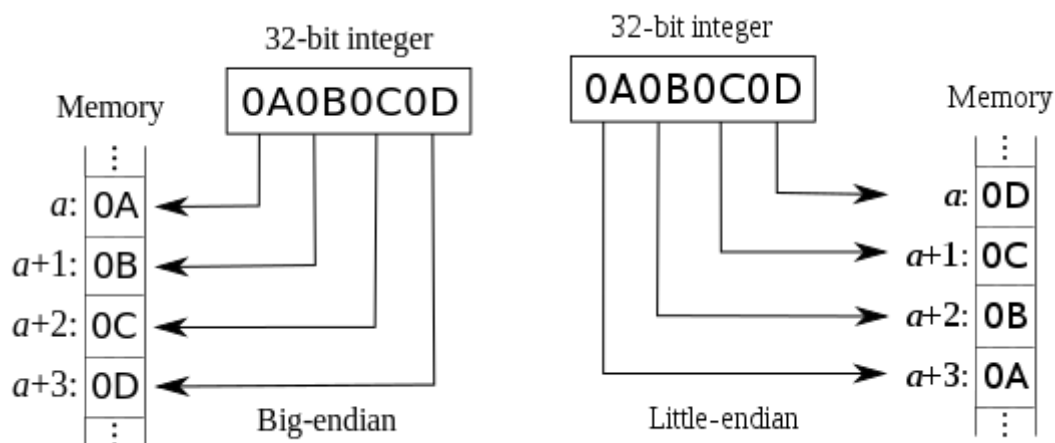 32-bit integer
0A0B0C0D
Memory
⋮
a: 0A
a+1: 0B
a+2: 0C
a+3: 0D
⋮
Big-endian
32-bit integer
0A0B0C0D
Memory
⋮
a: 0D
a+1: 0C
a+2: 0B
a+3: 0A
⋮
Little-endian